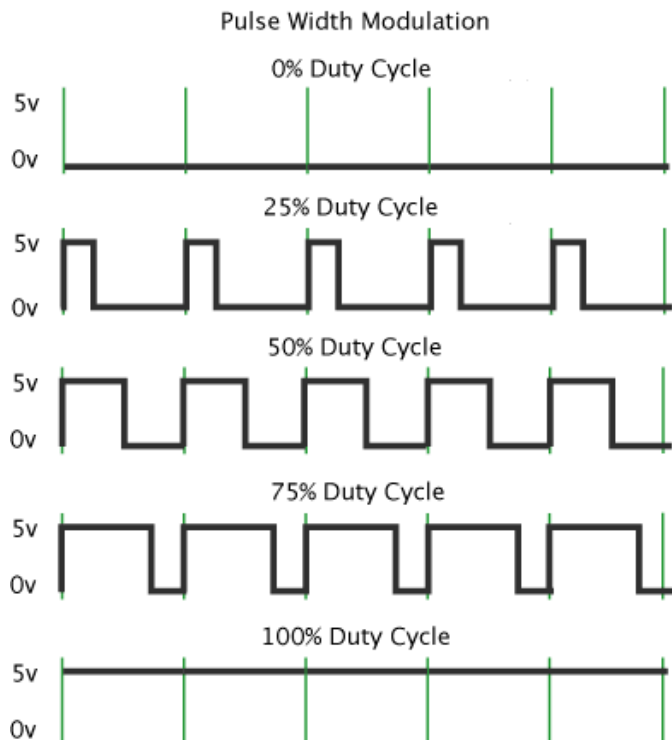 Pulse Width Modulation
0% Duty Cycle
5v
0v
25% Duty Cycle
5v
0v
50% Duty Cycle
5v
0v
75% Duty Cycle
5v
0v
100% Duty Cycle
5v
0v